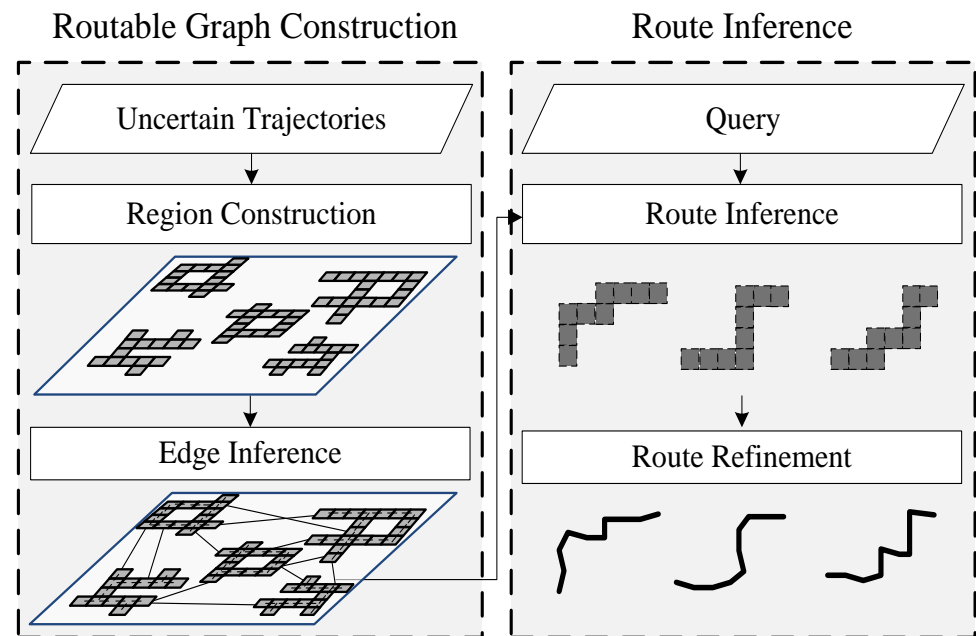 Routable Graph Construction
Uncertain Trajectories
Region Construction
Edge Inference
Route Inference
Query
Route Inference
Route Refinement